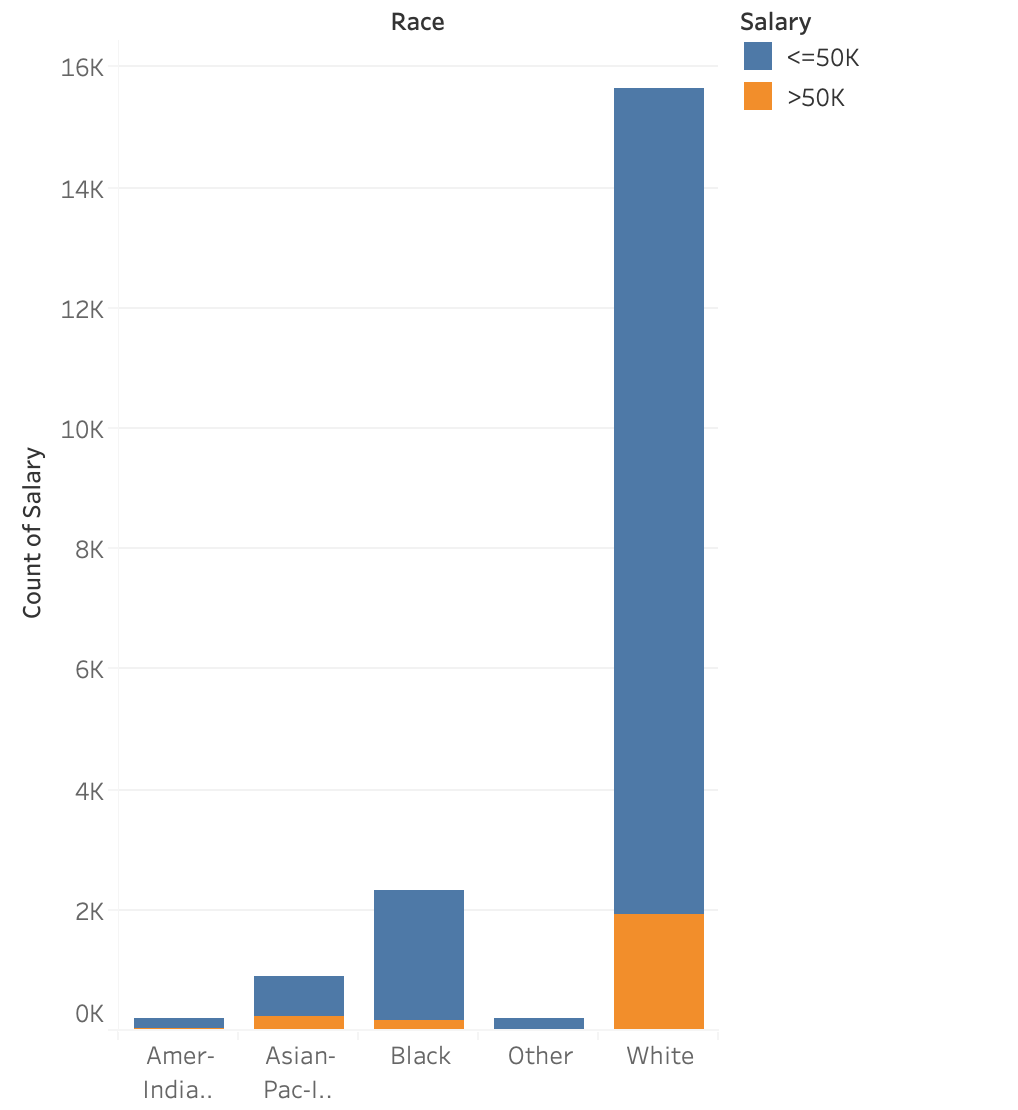 Race
Salary
<=50K
>50K
16K
14K
12K
10K
8K
6K
4K
2K
0K
Count of Salary
Amer-
India..
Asian-
Pac-I..
Black
Other
White